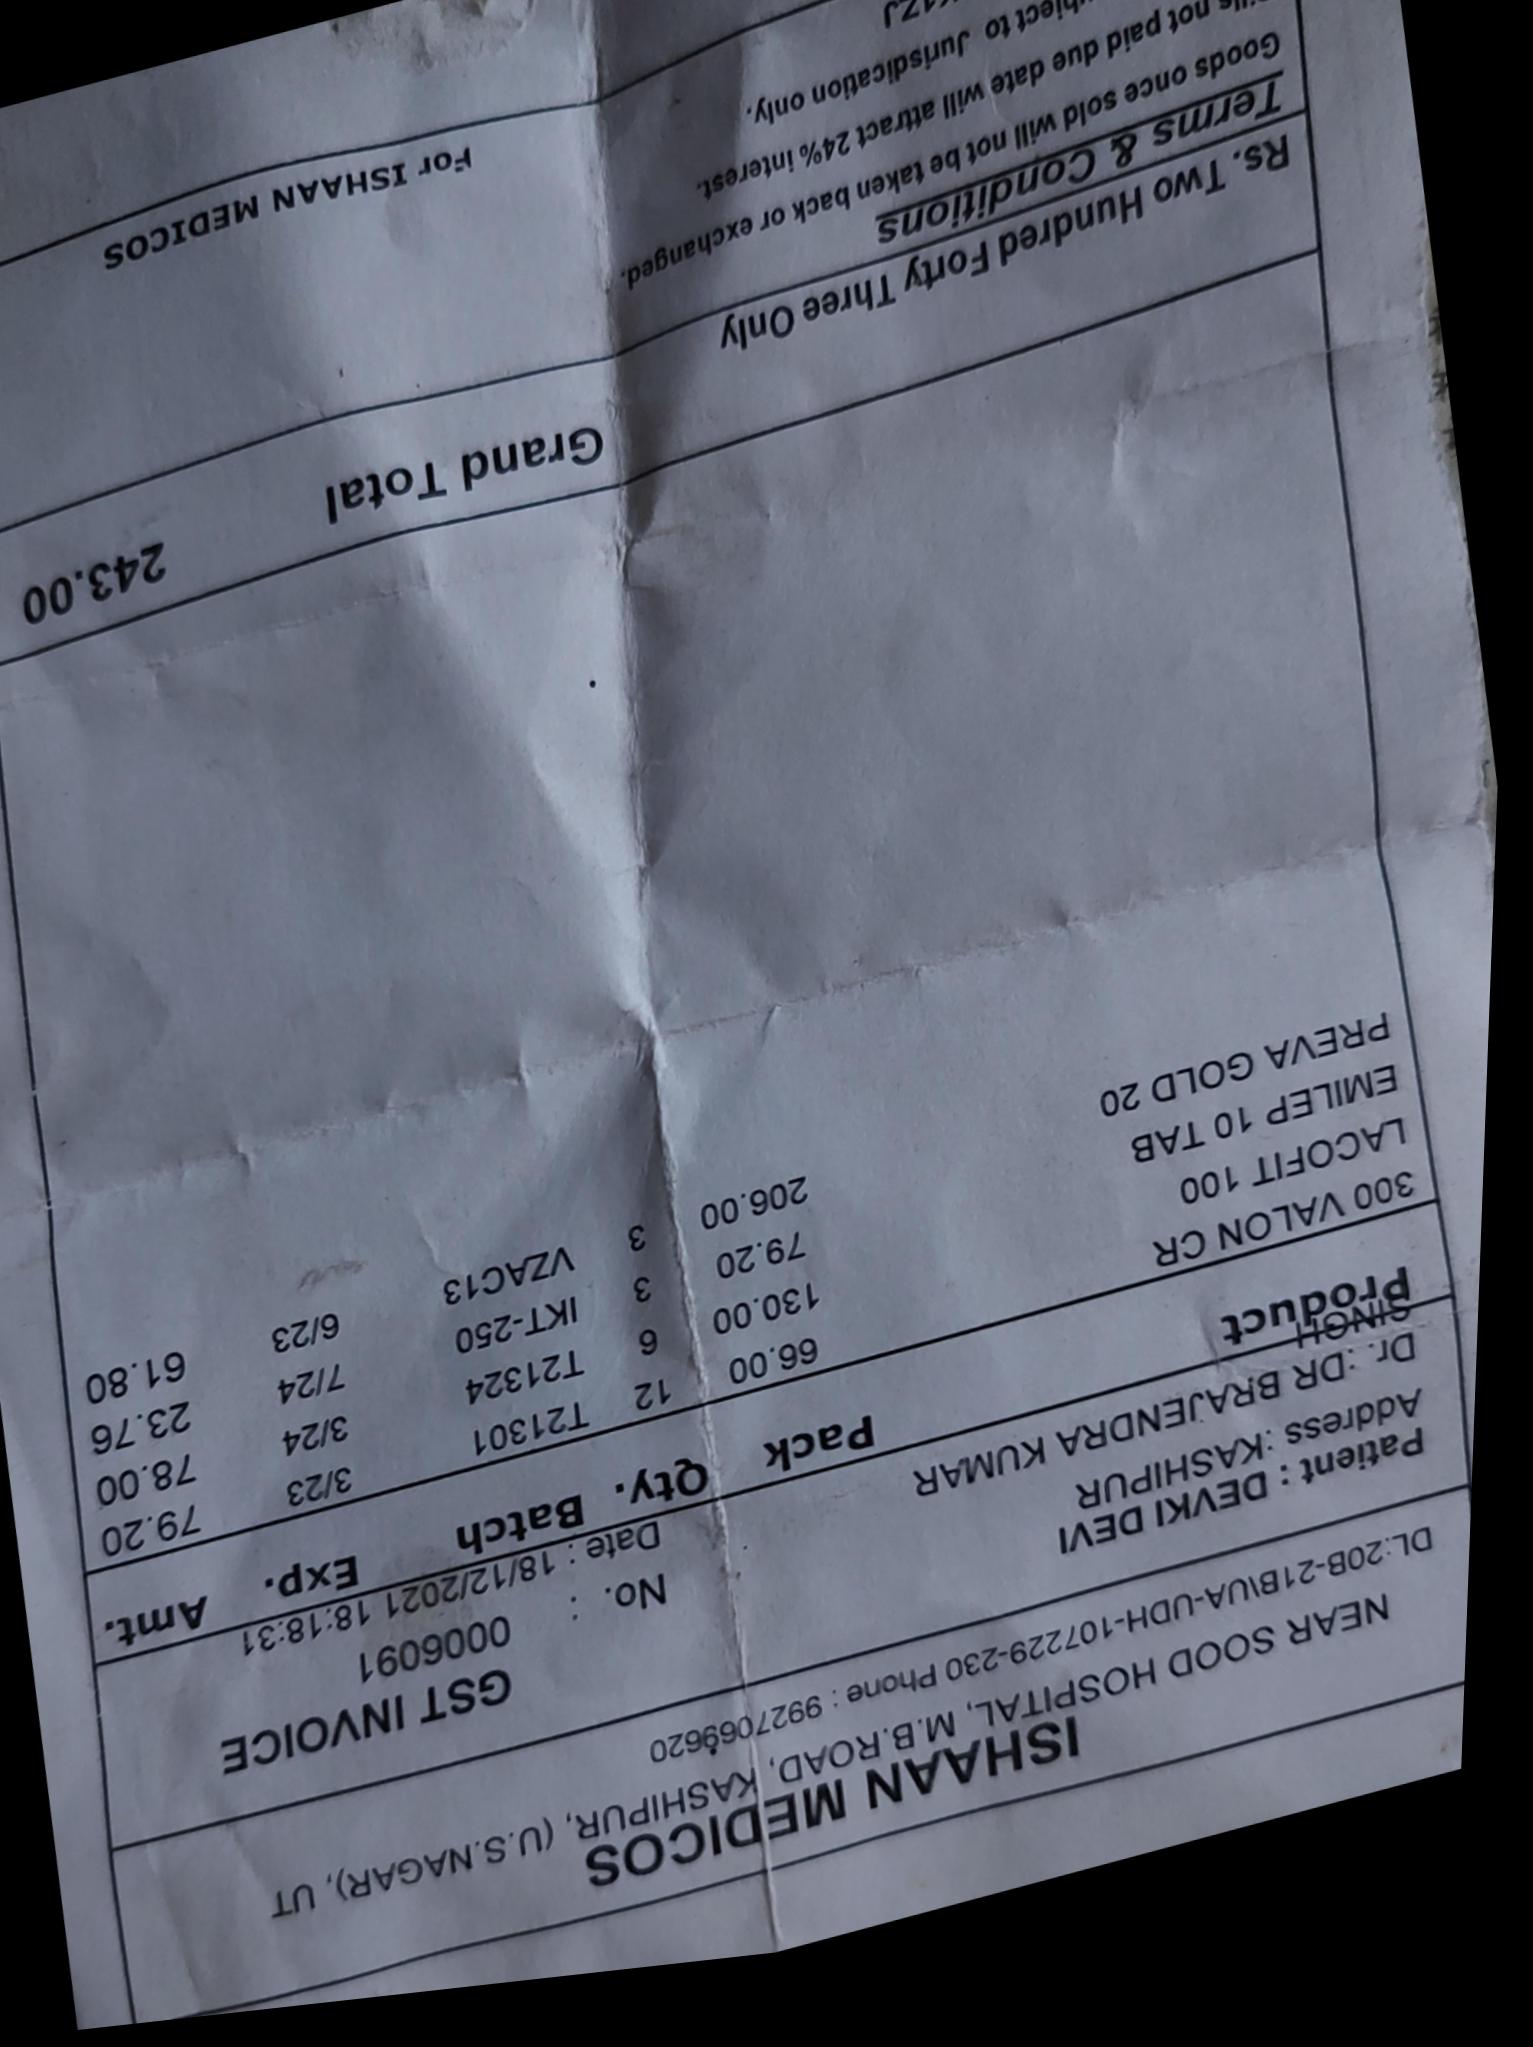 ISHAAN MEDICOS
NEAR SOOD HOSPITAL, M.B.ROAD, KASHIPUR, (U.S.NAGAR), UT
DL:20B-21B\UA-UDH-107229-230 Phone : 9927069620
Patient : DEVKI DEVI
Address :KASHIPUR
Dr. :DR BRAJENDRA KUMAR
SINGH
GST INVOICE
No. : 0006091
Date : 18/12/2021 18:18:31
Product Pack Qty. Batch Exp. Amt.
300 VALON CR 66.00 12 T21301 3/23 79.20
LACOFIT 100 130.00 6 T21324 3/24 78.00
EMILEP 10 TAB 79.20 3 IKT-250 7/24 23.76
PREVA GOLD 20 206.00 3 VZAC13 6/23 61.80
Grand Total 243.00
Rs. Two Hundred Forty Three Only
Terms & Conditions
Goods once sold will not be taken back or exchanged.
not paid due date will attract 24% interest.
to Jurisdication only.
For ISHAAN MEDICOS